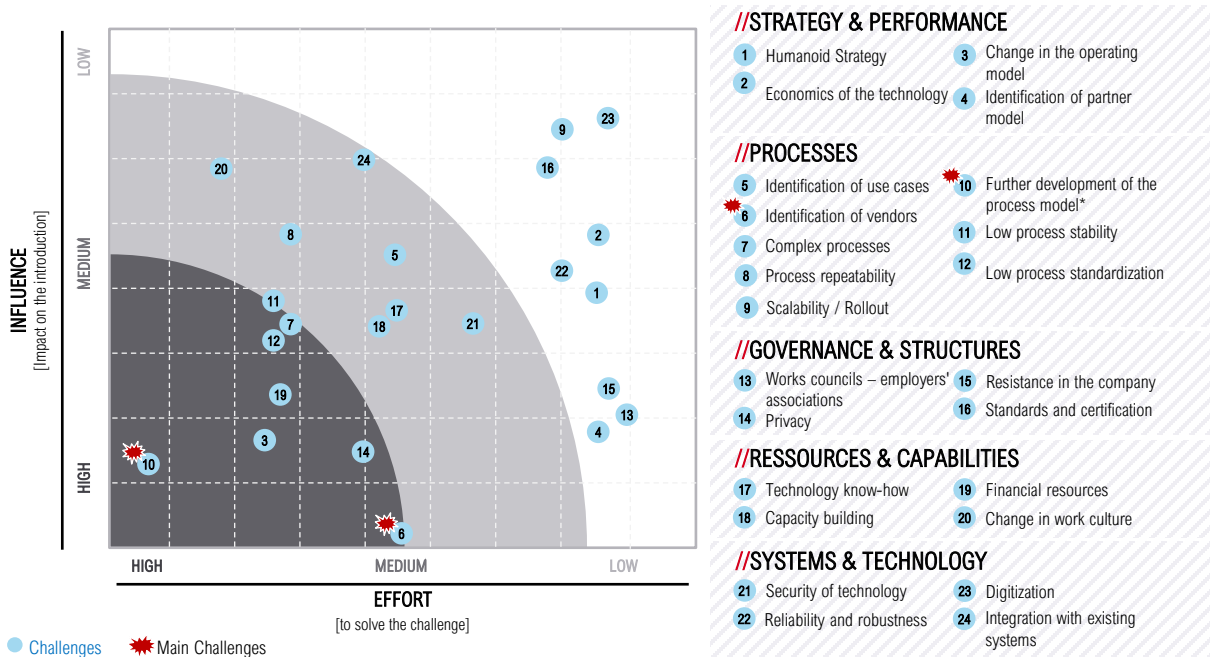 INFLUENCE
[Impact on the introduction]
LOW
MEDIUM
HIGH
23
9
24
16
20
8
2
5
22
1
11
17
7
18
21
12
15
19
13
4
3
14
10
6
HIGH
MEDIUM
LOW
EFFORT
[to solve the challenge]
Challenges
Main Challenges
//STRATEGY & PERFORMANCE
1 Humanoid Strategy
2 Economics of the technology
3 Change in the operating
model
4 Identification of partner
model
//PROCESSES
5 Identification of use cases
6 Identification of vendors
7 Complex processes
8 Process repeatability
9 Scalability / Rollout
10 Further development of the
process model*
11 Low process stability
12 Low process standardization
//GOVERNANCE & STRUCTURES
13 Works councils – employers'
associations
14 Privacy
15 Resistance in the company
16 Standards and certification
//RESSOURCES & CAPABILITIES
17 Technology know-how
18 Capacity building
19 Financial resources
20 Change in work culture
//SYSTEMS & TECHNOLOGY
21 Security of technology
22 Reliability and robustness
23 Digitization
24 Integration with existing
systems